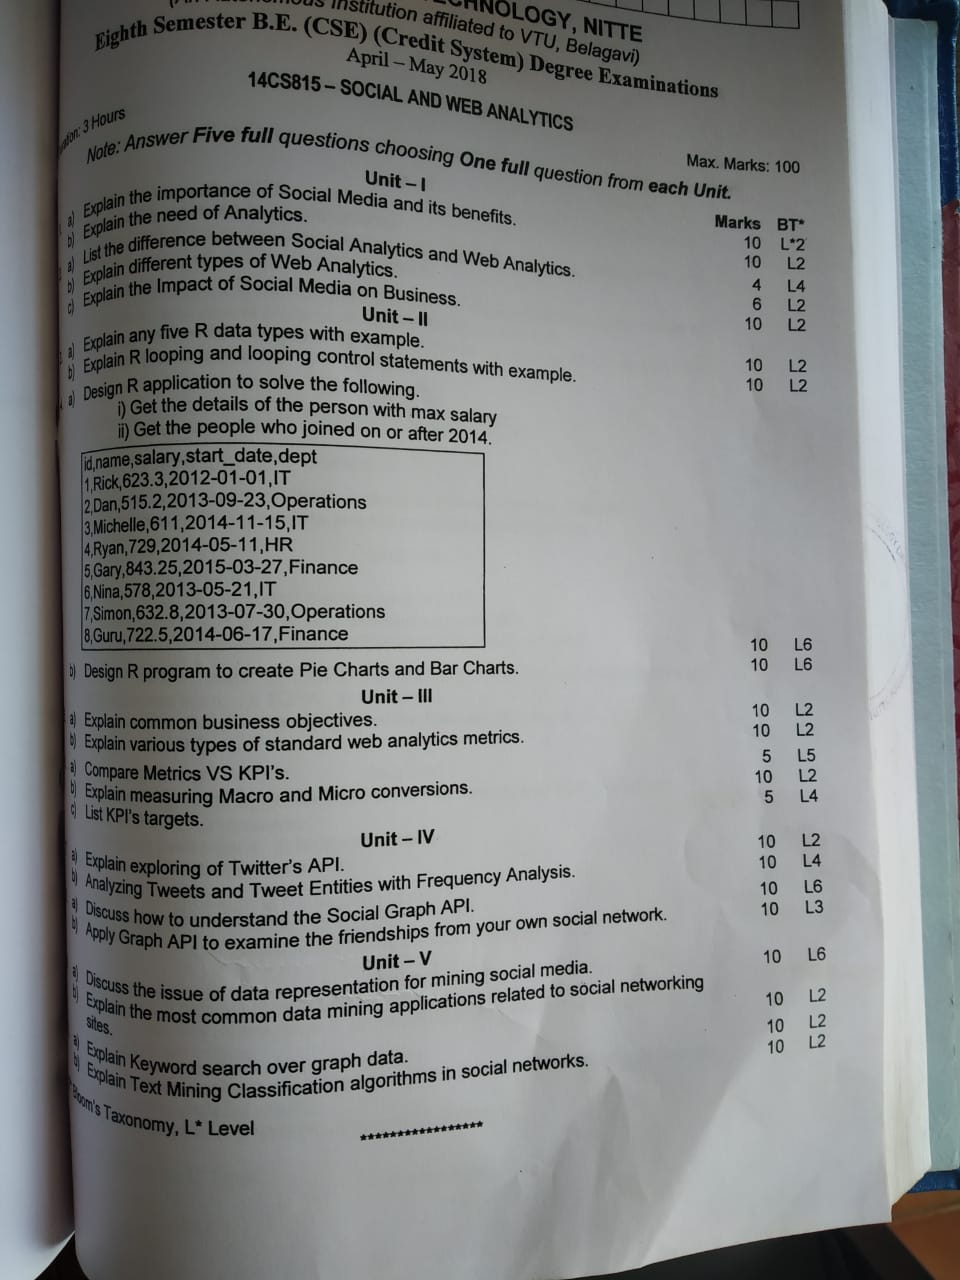 CHNOLOGY, NITTE
Institution affiliated to VTU, Belagavi)
Eighth Semester B.E. (CSE) (Credit System) Degree Examinations
April – May 2018
14CS815 – SOCIAL AND WEB ANALYTICS
3 Hours
Max. Marks: 100
Note: Answer Five full questions choosing One full question from each Unit.
Unit – I
Marks BT*
a) Explain the importance of Social Media and its benefits. 10 L*2
b) Explain the need of Analytics. 10 L2
a) List the difference between Social Analytics and Web Analytics. 4 L4
b) Explain different types of Web Analytics. 6 L2
c) Explain the Impact of Social Media on Business. 10 L2
Unit – II
a) Explain any five R data types with example. 10 L2
b) Explain R looping and looping control statements with example. 10 L2
a) Design R application to solve the following.
i) Get the details of the person with max salary
ii) Get the people who joined on or after 2014.
id,name,salary,start_date,dept
1,Rick,623.3,2012-01-01,IT
2,Dan,515.2,2013-09-23,Operations
3,Michelle,611,2014-11-15,IT
4,Ryan,729,2014-05-11,HR
5,Gary,843.25,2015-03-27,Finance
6,Nina,578,2013-05-21,IT
7,Simon,632.8,2013-07-30,Operations
8,Guru,722.5,2014-06-17,Finance
10 L6
b) Design R program to create Pie Charts and Bar Charts. 10 L6
Unit – III
a) Explain common business objectives. 10 L2
b) Explain various types of standard web analytics metrics. 10 L2
a) Compare Metrics VS KPI's. 5 L5
b) Explain measuring Macro and Micro conversions. 10 L2
c) List KPI's targets. 5 L4
Unit – IV
a) Explain exploring of Twitter's API. 10 L2
b) Analyzing Tweets and Tweet Entities with Frequency Analysis. 10 L4
a) Discuss how to understand the Social Graph API. 10 L6
b) Apply Graph API to examine the friendships from your own social network. 10 L3
Unit – V
a) Discuss the issue of data representation for mining social media. 10 L6
b) Explain the most common data mining applications related to social networking
sites. 10 L2
a) Explain Keyword search over graph data. 10 L2
b) Explain Text Mining Classification algorithms in social networks. 10 L2
Bloom's Taxonomy, L* Level
*****************